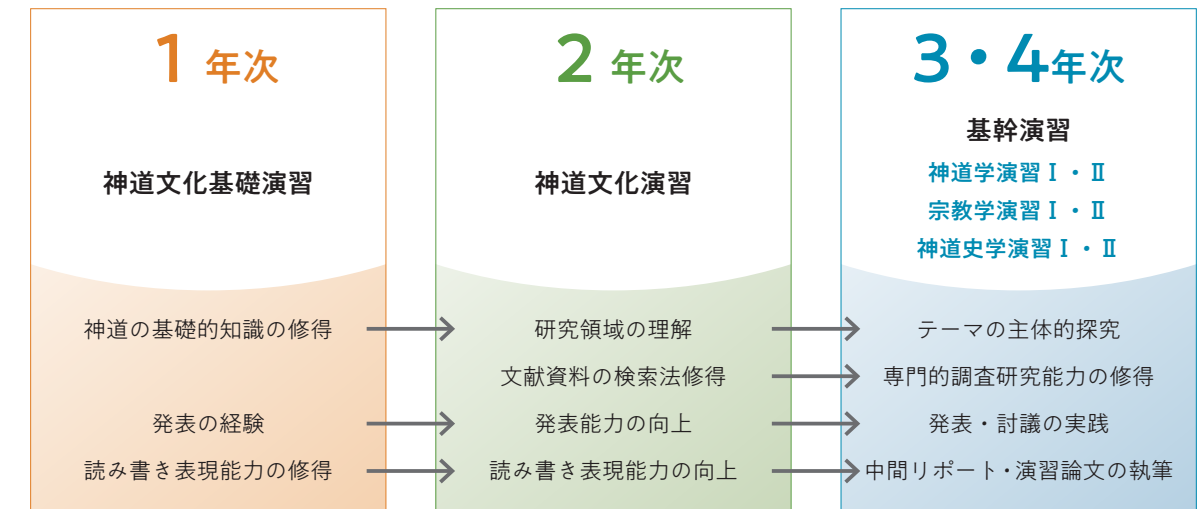 1 年次
神道文化基礎演習
神道の基礎的知識の修得
発表の経験
読み書き表現能力の修得
2 年次
神道文化演習
研究領域の理解
文献資料の検索法修得
発表能力の向上
読み書き表現能力の向上
3・4年次
基幹演習
神道学演習Ⅰ・Ⅱ
宗教学演習Ⅰ・Ⅱ
神道史学演習Ⅰ・Ⅱ
テーマの主体的探究
専門的調査研究能力の修得
発表・討議の実践
中間リポート・演習論文の執筆